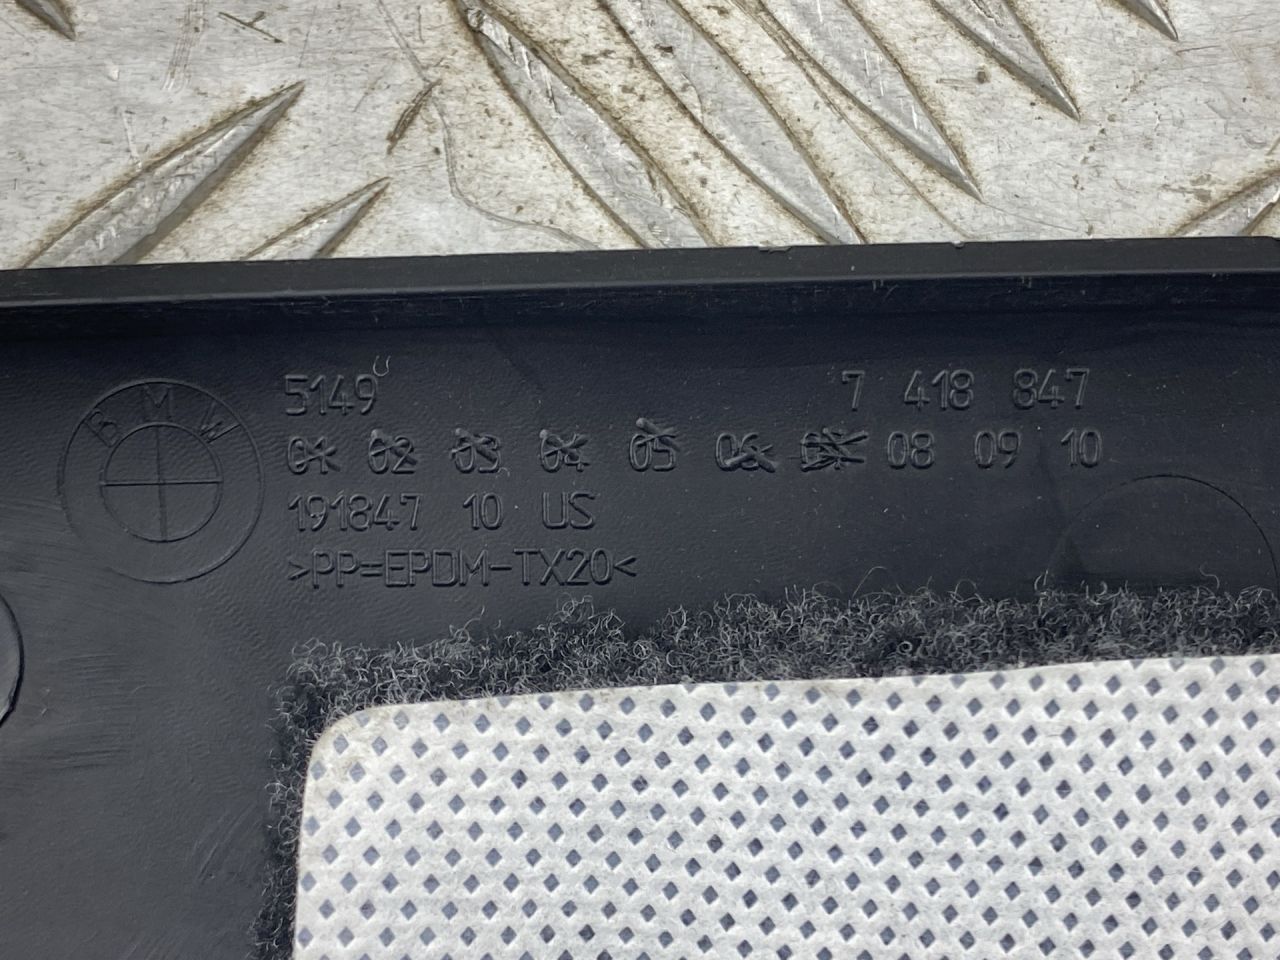 BMW
5149 7 418 847
01 02 03 04 05 06 07 08 09 10
191847 10 US
>PP=EPDM-TX20<